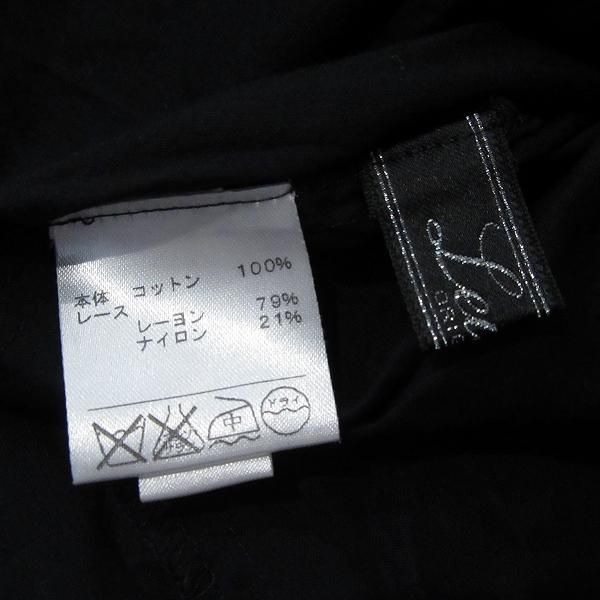 本体 コットン 100%
レース レーヨン 79%
ナイロン 21%
中
ドライ